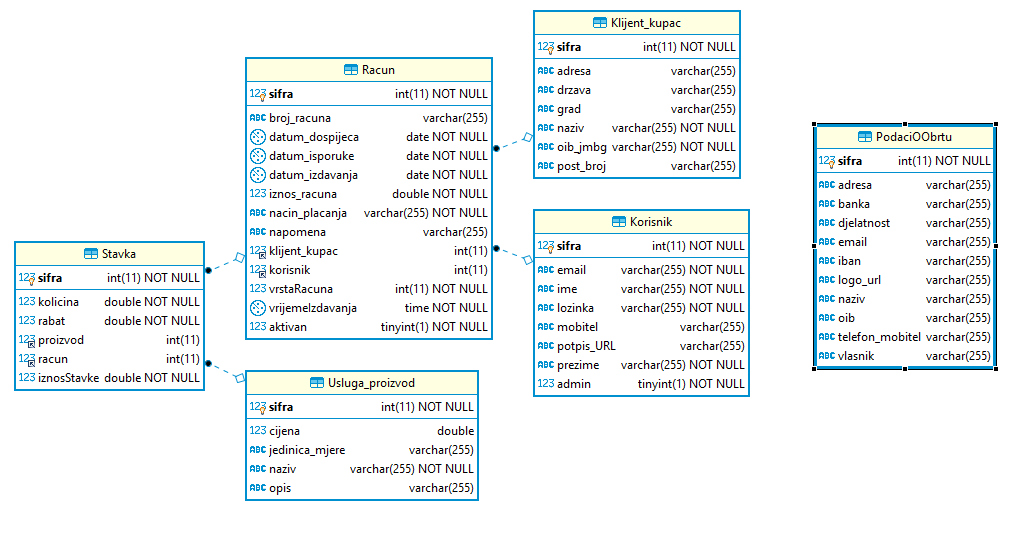 Klijent_kupac
123 sifra int(11) NOT NULL
ABC adresa varchar(255)
ABC drzava varchar(255)
ABC grad varchar(255)
ABC naziv varchar(255) NOT NULL
ABC oib_jmbg varchar(255) NOT NULL
ABC post_broj varchar(255)
Racun
123 sifra int(11) NOT NULL
ABC broj_racuna varchar(255)
datum_dospijeca date NOT NULL
datum_isporuke date NOT NULL
datum_izdavanja date NOT NULL
123 iznos_racuna double NOT NULL
ABC nacin_placanja varchar(255) NOT NULL
ABC napomena varchar(255)
123 klijent_kupac int(11)
123 korisnik int(11)
123 vrstaRacuna int(11) NOT NULL
vrijemeIzdavanja time NOT NULL
123 aktivan tinyint(1) NOT NULL
PodaciOObrtu
123 sifra int(11) NOT NULL
ABC adresa varchar(255)
ABC banka varchar(255)
ABC djelatnost varchar(255)
ABC email varchar(255)
ABC iban varchar(255)
ABC logo_url varchar(255)
ABC naziv varchar(255)
ABC oib varchar(255)
ABC telefon_mobitel varchar(255)
ABC vlasnik varchar(255)
Korisnik
123 sifra int(11) NOT NULL
ABC email varchar(255) NOT NULL
ABC ime varchar(255) NOT NULL
ABC lozinka varchar(255) NOT NULL
ABC mobitel varchar(255)
ABC potpis_URL varchar(255)
ABC prezime varchar(255) NOT NULL
123 admin tinyint(1) NOT NULL
Stavka
123 sifra int(11) NOT NULL
123 kolicina double NOT NULL
123 rabat double NOT NULL
123 proizvod int(11)
123 racun int(11)
123 iznosStavke double NOT NULL
Usluga_proizvod
123 sifra int(11) NOT NULL
123 cijena double
ABC jedinica_mjere varchar(255)
ABC naziv varchar(255) NOT NULL
ABC opis varchar(255)